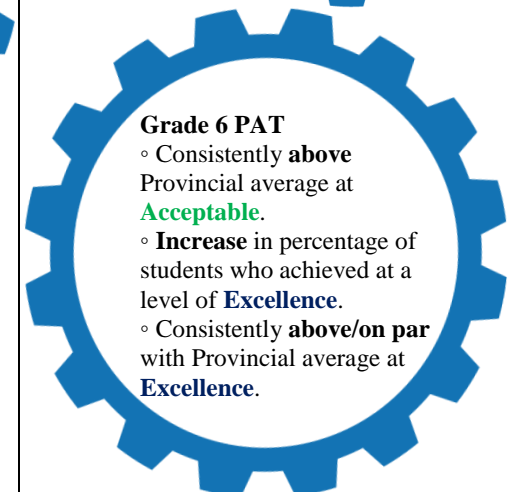 Grade 6 PAT
◦ Consistently above
Provincial average at
Acceptable.
◦ Increase in percentage of
students who achieved at a
level of Excellence.
◦ Consistently above/on par
with Provincial average at
Excellence.